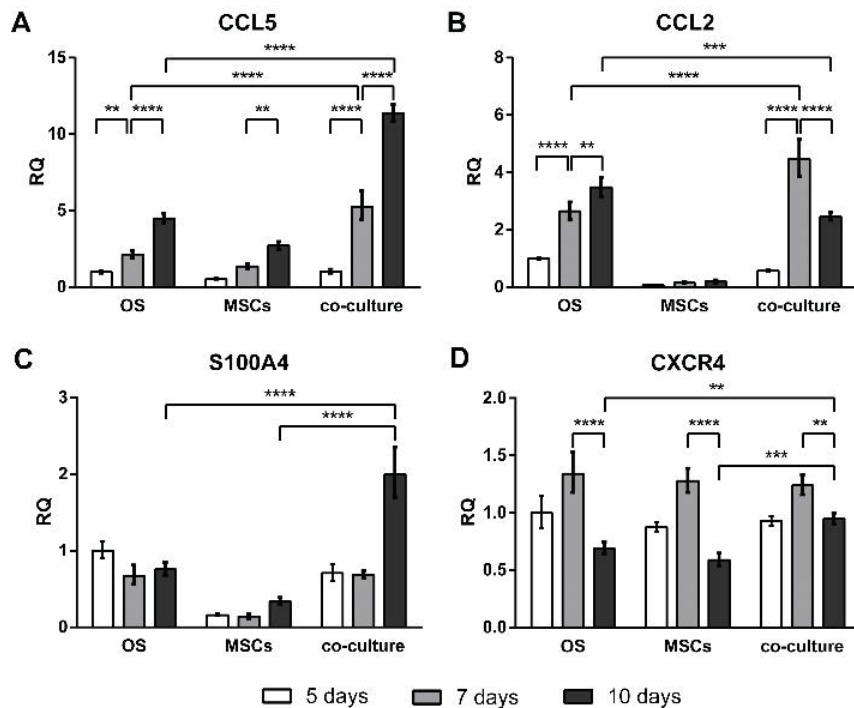 A
CCL5
RQ
15
10
5
0
****
****
****
** ****
** ****
OS
MSCs
co-culture
B
CCL2
RQ
8
6
4
2
0
***
****
**** ****
**** **
OS
MSCs
co-culture
C
S100A4
RQ
3
2
1
0
****
****
OS
MSCs
co-culture
D
CXCR4
RQ
2.0
1.5
1.0
0.5
0.0
**
**** **** **
***
OS
MSCs
co-culture
5 days 7 days 10 days